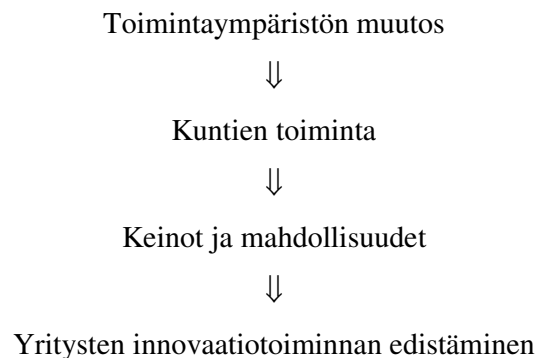 Toimintaympäristön muutos
⇓
Kuntien toiminta
⇓
Keinot ja mahdollisuudet
⇓
Yritysten innovaatiotoiminnan edistäminen